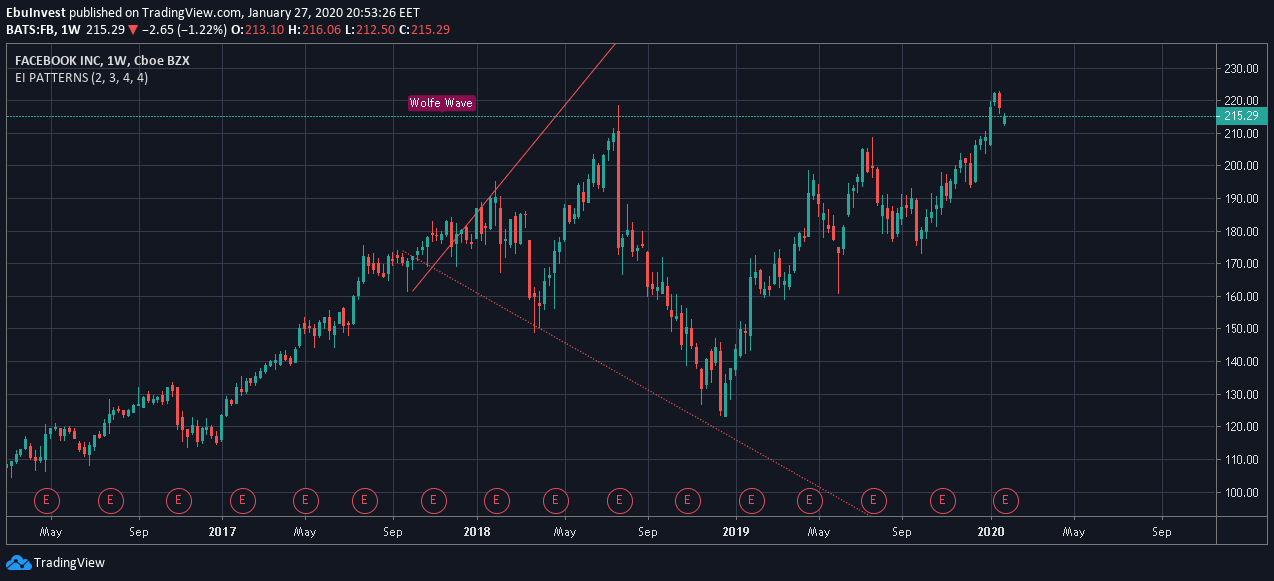 EbuInvest published on TradingView.com, January 27, 2020 20:53:26 EET
BATS:FB, 1W 215.29 ▼ −2.65 (−1.22%) O:213.10 H:216.06 L:212.50 C:215.29
FACEBOOK INC, 1W, Cboe BZX
EI PATTERNS (2, 3, 4, 4)
Wolfe Wave
230.00
220.00
215.29
210.00
200.00
190.00
180.00
170.00
160.00
150.00
140.00
130.00
120.00
110.00
100.00
E E E E E E E E E E E E E E E E
May Sep 2017 May Sep 2018 May Sep 2019 May Sep 2020 May Sep
TradingView